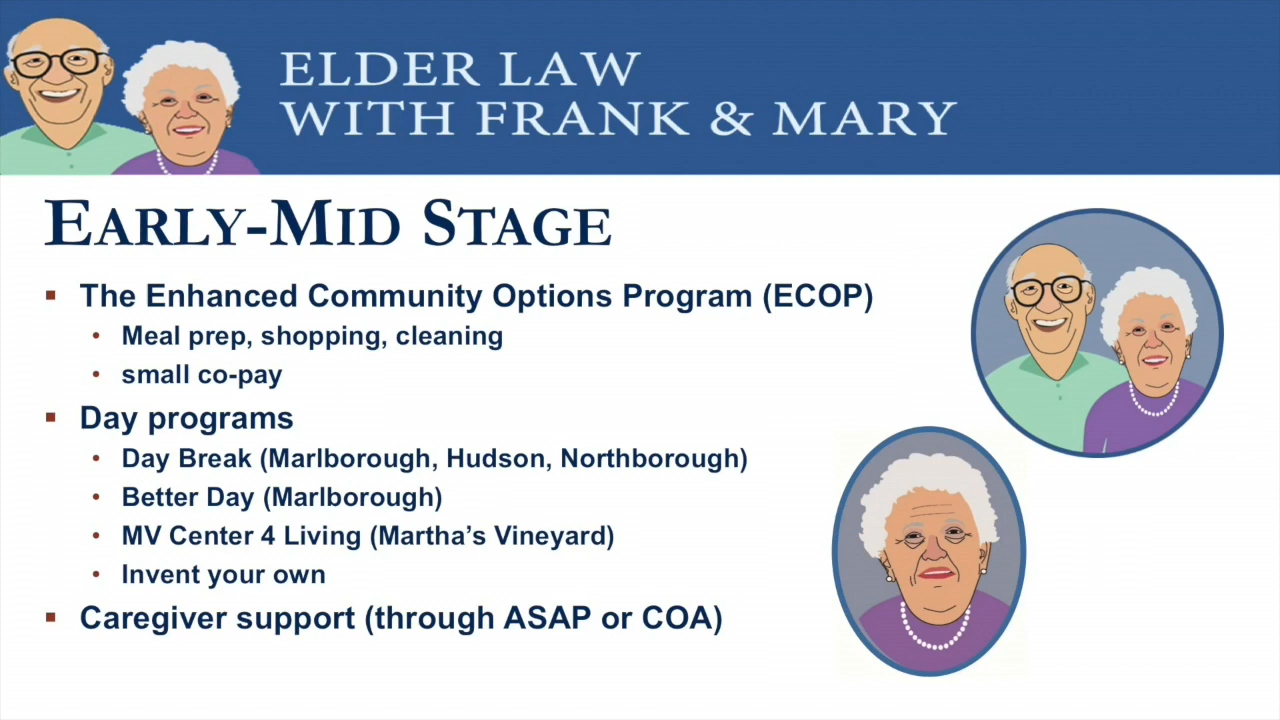 ELDER LAW
WITH FRANK & MARY
EARLY-MID STAGE
▪ The Enhanced Community Options Program (ECOP)
• Meal prep, shopping, cleaning
• small co-pay
▪ Day programs
• Day Break (Marlborough, Hudson, Northborough)
• Better Day (Marlborough)
• MV Center 4 Living (Martha’s Vineyard)
• Invent your own
▪ Caregiver support (through ASAP or COA)